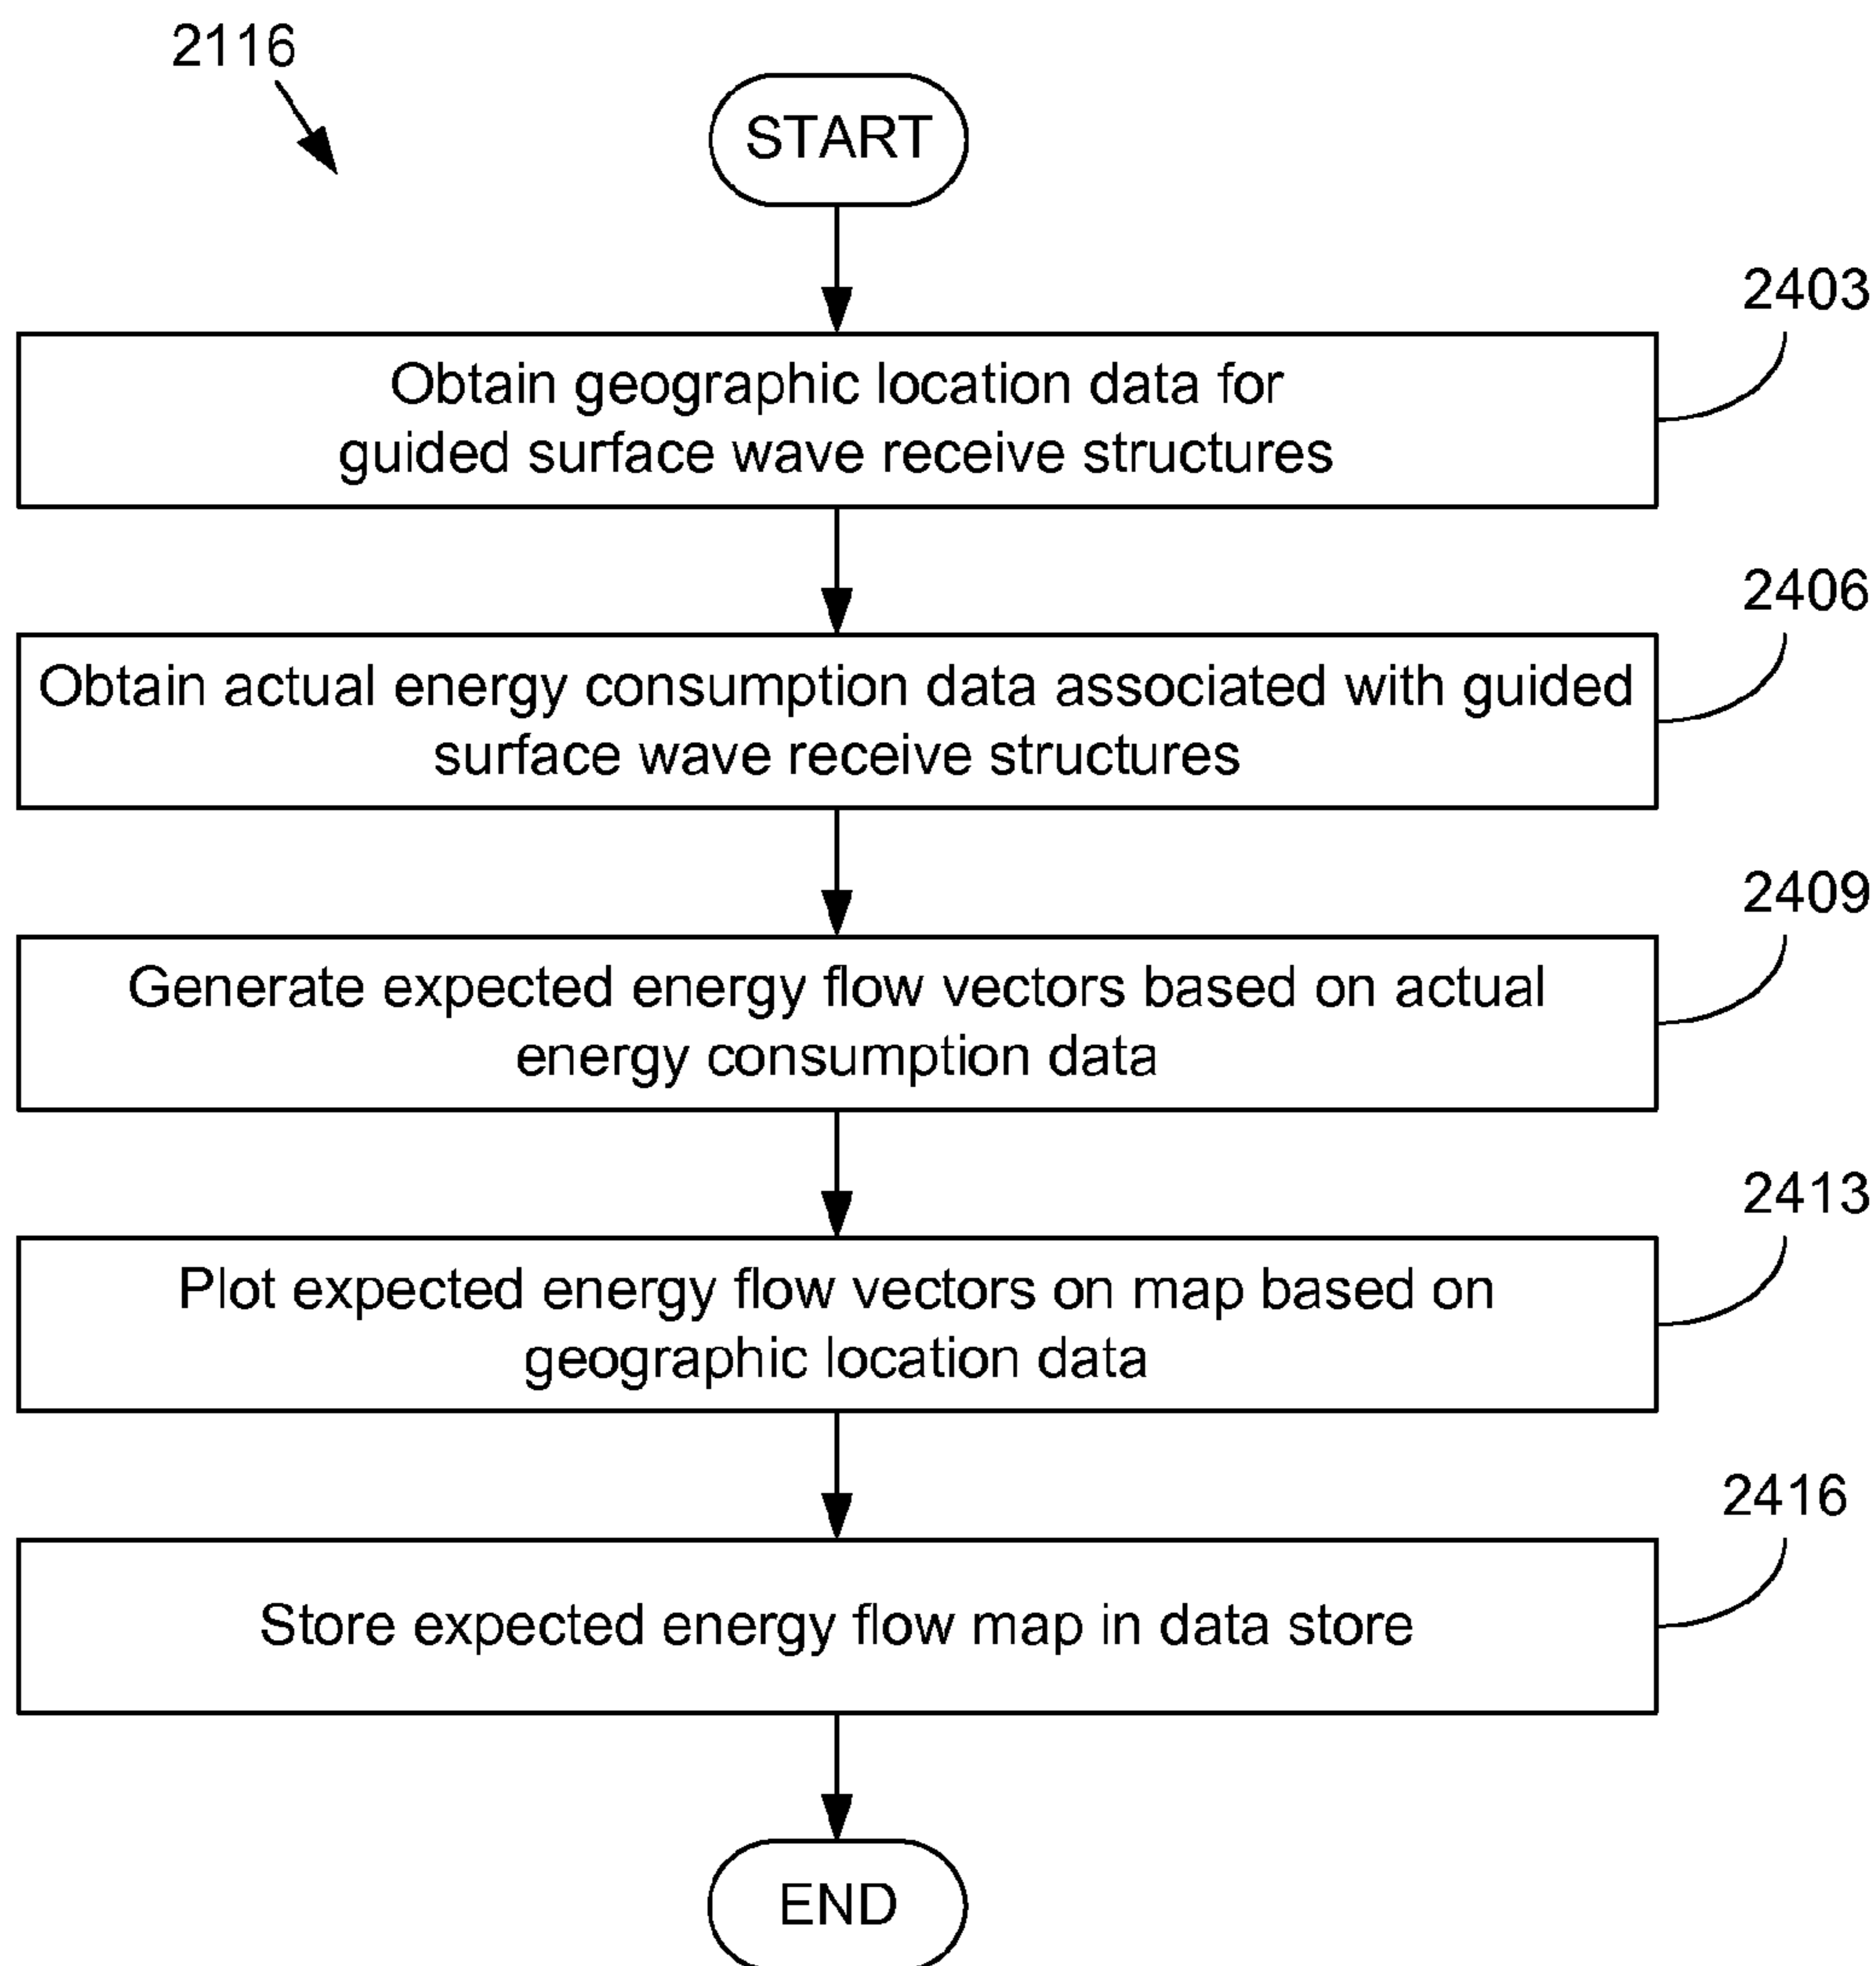 2116
START
2403
Obtain geographic location data for
guided surface wave receive structures
2406
Obtain actual energy consumption data associated with guided
surface wave receive structures
2409
Generate expected energy flow vectors based on actual
energy consumption data
2413
Plot expected energy flow vectors on map based on
geographic location data
2416
Store expected energy flow map in data store
END